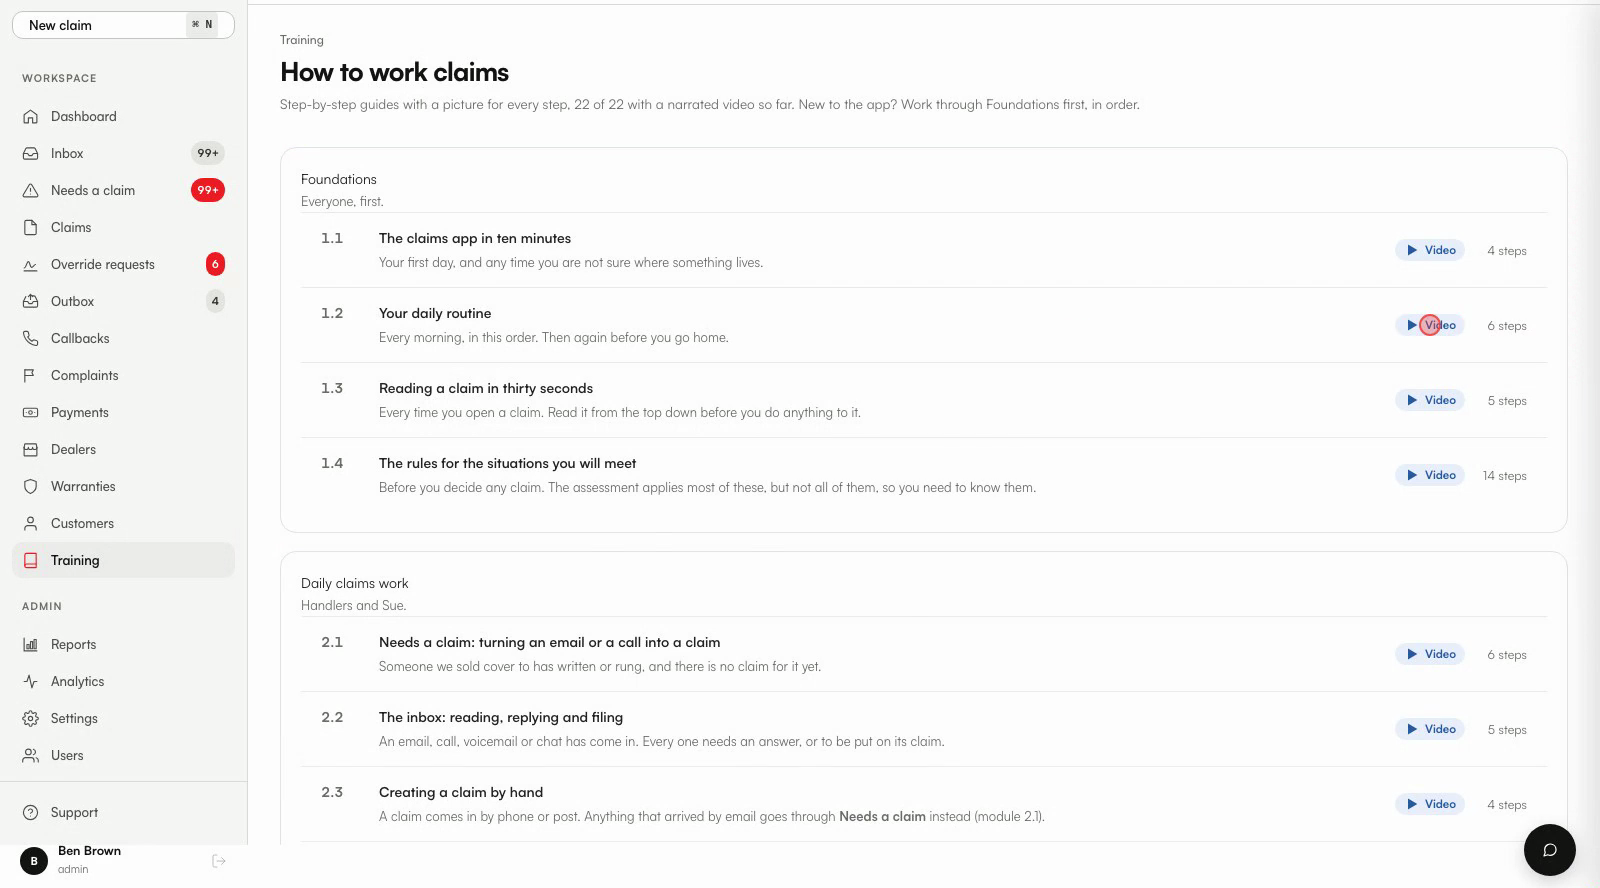 New claim
⌘ N
WORKSPACE
Dashboard
Inbox 99+
Needs a claim 99+
Claims
Override requests 6
Outbox 4
Callbacks
Complaints
Payments
Dealers
Warranties
Customers
Training
ADMIN
Reports
Analytics
Settings
Users
Support
B
Ben Brown
admin
Training
How to work claims
Step-by-step guides with a picture for every step, 22 of 22 with a narrated video so far. New to the app? Work through Foundations first, in order.
Foundations
Everyone, first.
1.1 The claims app in ten minutes
Your first day, and any time you are not sure where something lives.
Video 4 steps
1.2 Your daily routine
Every morning, in this order. Then again before you go home.
Video 6 steps
1.3 Reading a claim in thirty seconds
Every time you open a claim. Read it from the top down before you do anything to it.
Video 5 steps
1.4 The rules for the situations you will meet
Before you decide any claim. The assessment applies most of these, but not all of them, so you need to know them.
Video 14 steps
Daily claims work
Handlers and Sue.
2.1 Needs a claim: turning an email or a call into a claim
Someone we sold cover to has written or rung, and there is no claim for it yet.
Video 6 steps
2.2 The inbox: reading, replying and filing
An email, call, voicemail or chat has come in. Every one needs an answer, or to be put on its claim.
Video 5 steps
2.3 Creating a claim by hand
A claim comes in by phone or post. Anything that arrived by email goes through Needs a claim instead (module 2.1).
Video 4 steps